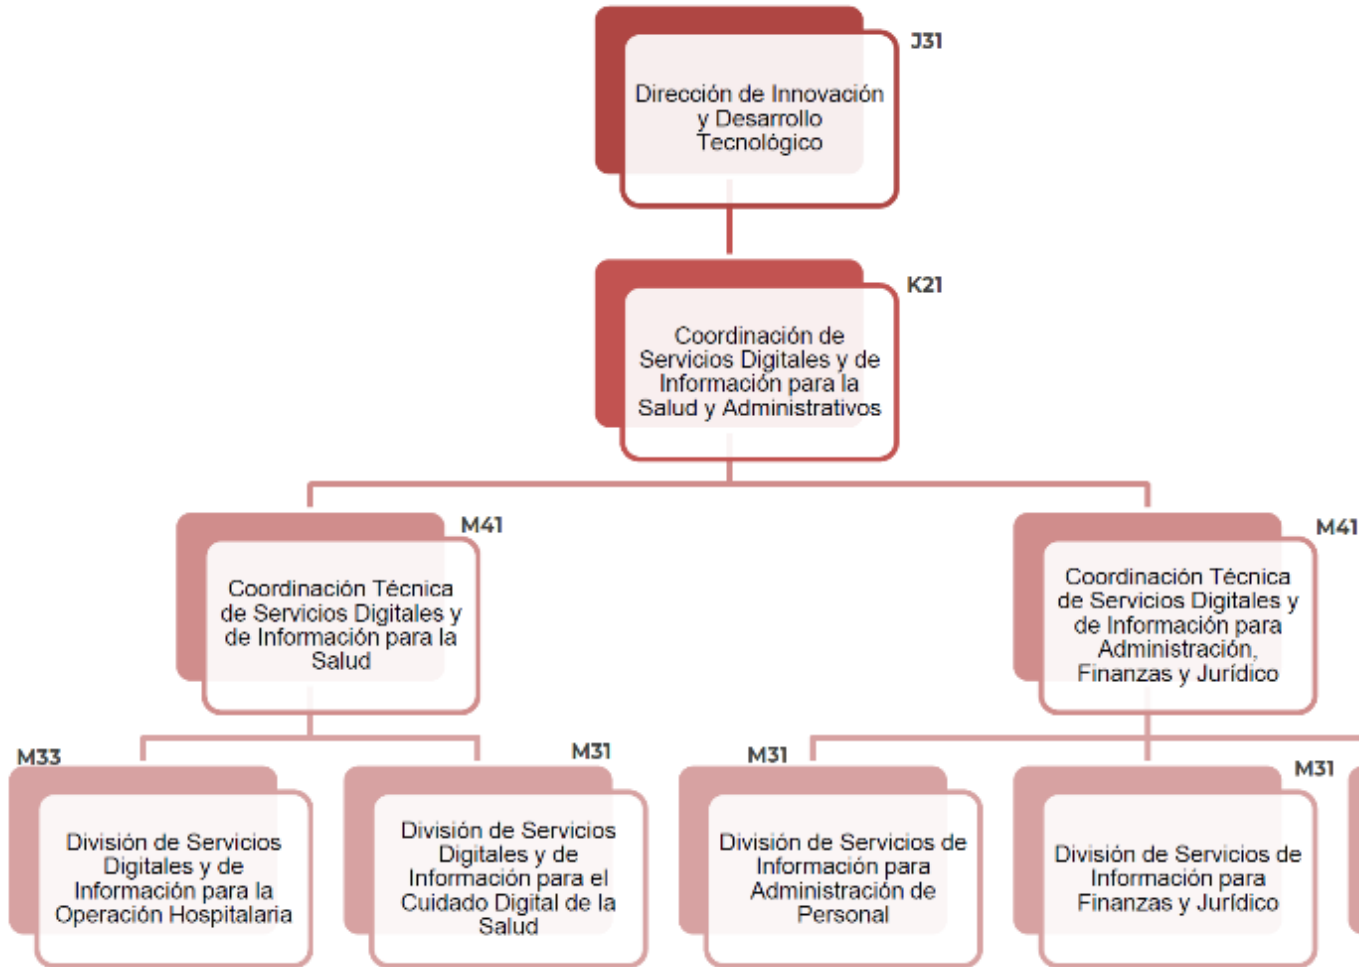 J31
Dirección de Innovación
y Desarrollo
Tecnológico
K21
Coordinación de
Servicios Digitales y de
Información para la
Salud y Administrativos
M41
Coordinación Técnica
de Servicios Digitales y
de Información para la
Salud
M41
Coordinación Técnica
de Servicios Digitales y
de Información para
Administración,
Finanzas y Jurídico
M33
División de Servicios
Digitales y de
Información para la
Operación Hospitalaria
M31
División de Servicios
Digitales y de
Información para el
Cuidado Digital de la
Salud
M31
División de Servicios de
Información para
Administración de
Personal
M31
División de Servicios de
Información para
Finanzas y Jurídico